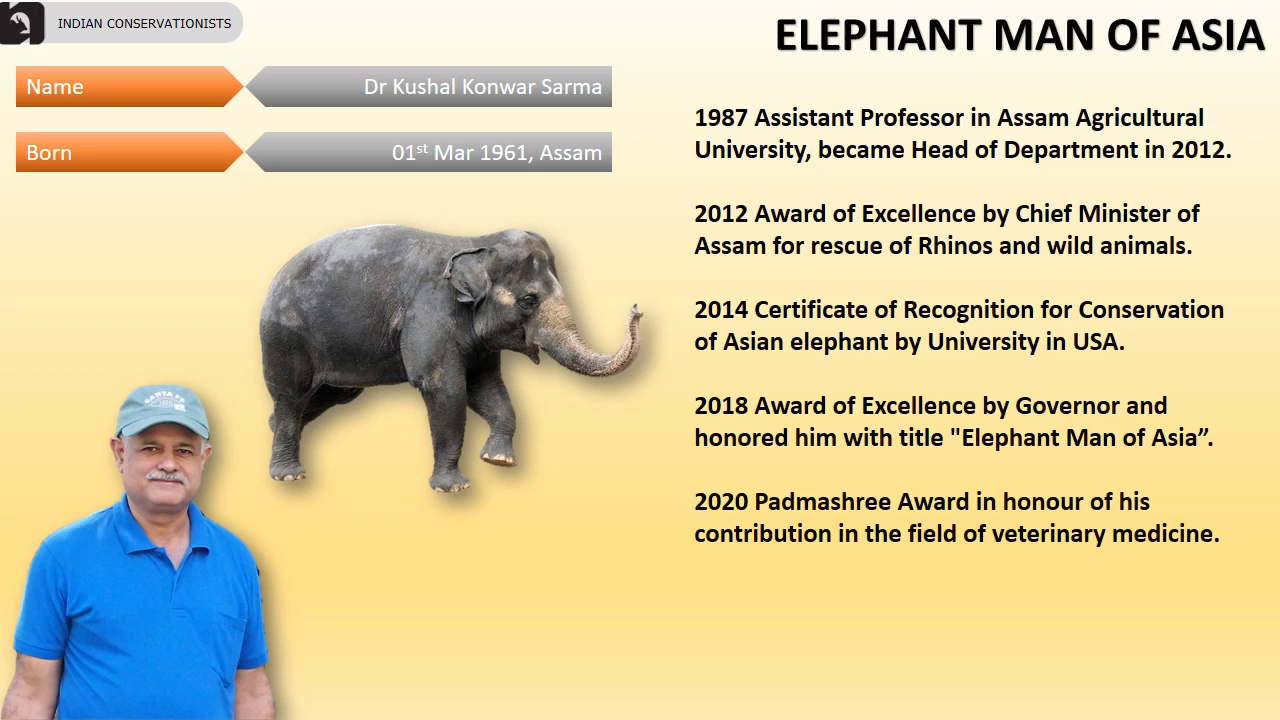 INDIAN CONSERVATIONISTS
ELEPHANT MAN OF ASIA
Name
Dr Kushal Konwar Sarma
Born
01st Mar 1961, Assam
1987 Assistant Professor in Assam Agricultural
University, became Head of Department in 2012.
2012 Award of Excellence by Chief Minister of
Assam for rescue of Rhinos and wild animals.
2014 Certificate of Recognition for Conservation
of Asian elephant by University in USA.
2018 Award of Excellence by Governor and
honored him with title "Elephant Man of Asia”.
2020 Padmashree Award in honour of his
contribution in the field of veterinary medicine.
SANTA FE